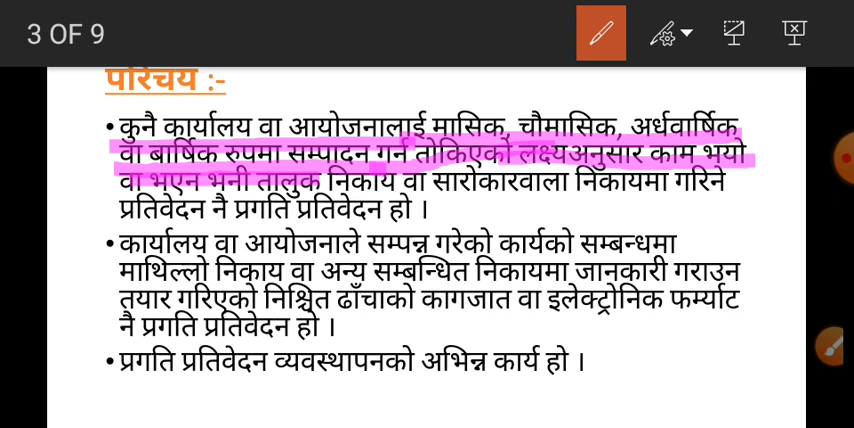 3 OF 9
परिचय :-
• कुनै कार्यालय वा आयोजनालाई मासिक, चौमासिक, अर्धवार्षिक
वा बार्षिक रुपमा सम्पादन गर्न तोकिएको लक्ष्यअनुसार काम भयो
वा भएन भनी तालुक निकाय वा सारोकारवाला निकायमा गरिने
प्रतिवेदन नै प्रगति प्रतिवेदन हो ।
• कार्यालय वा आयोजनाले सम्पन्न गरेको कार्यको सम्बन्धमा
माथिल्लो निकाय वा अन्य सम्बन्धित निकायमा जानकारी गराउन
तयार गरिएको निश्चित ढाँचाको कागजात वा इलेक्ट्रोनिक फर्म्याट
नै प्रगति प्रतिवेदन हो ।
• प्रगति प्रतिवेदन व्यवस्थापनको अभिन्न कार्य हो ।